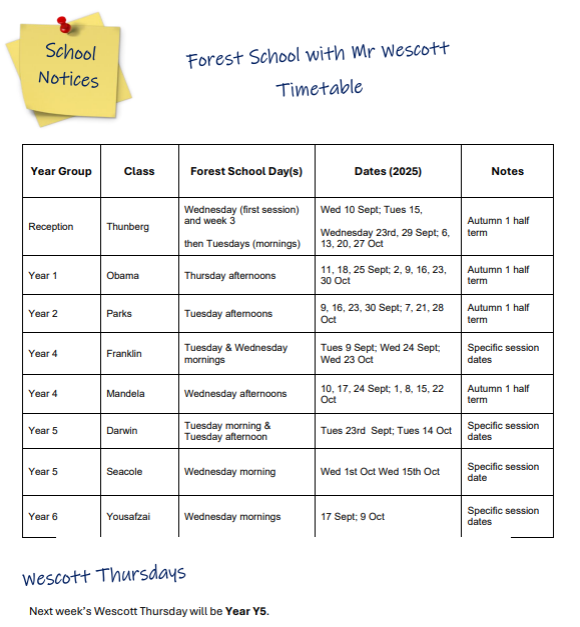 School
Notices
Forest School with Mr Wescott
Timetable
Year Group Class Forest School Day(s) Dates (2025) Notes
Reception Thunberg Wednesday (first session) and week 3 then Tuesdays (mornings) Wed 10 Sept; Tues 15, Wednesday 23rd, 29 Sept; 6, 13, 20, 27 Oct Autumn 1 half term
Year 1 Obama Thursday afternoons 11, 18, 25 Sept; 2, 9, 16, 23, 30 Oct Autumn 1 half term
Year 2 Parks Tuesday afternoons 9, 16, 23, 30 Sept; 7, 21, 28 Oct Autumn 1 half term
Year 4 Franklin Tuesday & Wednesday mornings Tues 9 Sept; Wed 24 Sept; Wed 23 Oct Specific session dates
Year 4 Mandela Wednesday afternoons 10, 17, 24 Sept; 1, 8, 15, 22 Oct Autumn 1 half term
Year 5 Darwin Tuesday morning & Tuesday afternoon Tues 23rd Sept; Tues 14 Oct Specific session dates
Year 5 Seacole Wednesday morning Wed 1st Oct Wed 15th Oct Specific session date
Year 6 Yousafzai Wednesday mornings 17 Sept; 9 Oct Specific session dates
Wescott Thursdays
Next week's Wescott Thursday will be Year Y5.